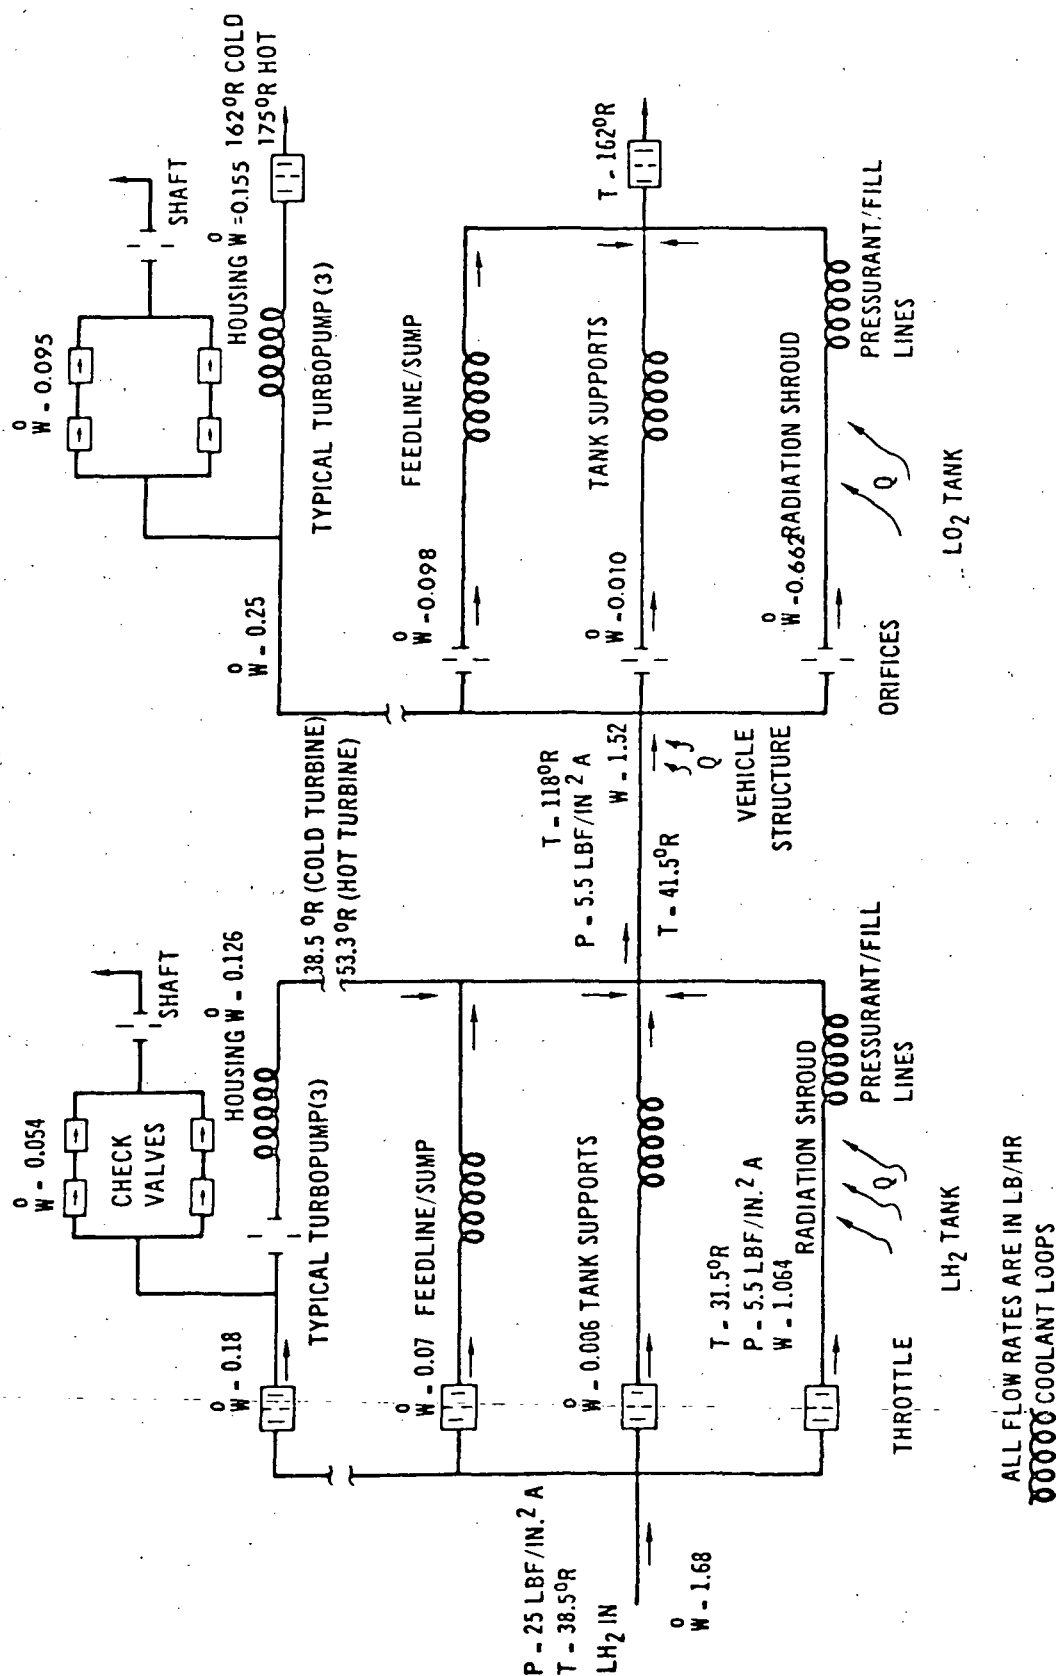 P - 25 LBF/IN.² A
T - 38.5°R
LH₂ IN
W° - 1.68
W° - 0.18
W° - 0.054
CHECK
VALVES
SHAFT
HOUSING W° - 0.126
TYPICAL TURBOPUMP(3)
38.5 °R (COLD TURBINE)
53.3 °R (HOT TURBINE)
W° - 0.07 FEEDLINE/SUMP
W° - 0.006 TANK SUPPORTS
T - 31.5°R
P - 5.5 LBF/IN.² A
W - 1.064
RADIATION SHROUD
Q
PRESSURANT/FILL
LINES
THROTTLE
LH₂ TANK
T - 118°R
P - 5.5 LBF/IN² A
W - 1.52
T - 41.5°R
Q
VEHICLE
STRUCTURE
W° - 0.25
W° - 0.095
SHAFT
HOUSING W° =0.155
162°R COLD
175°R HOT
TYPICAL TURBOPUMP(3)
W° -0.098
FEEDLINE/SUMP
W° -0.010
TANK SUPPORTS
T - 162°R
W° -0.662
RADIATION SHROUD
Q
PRESSURANT/FILL
LINES
ORIFICES
LO₂ TANK
ALL FLOW RATES ARE IN LB/HR
COOLANT LOOPS